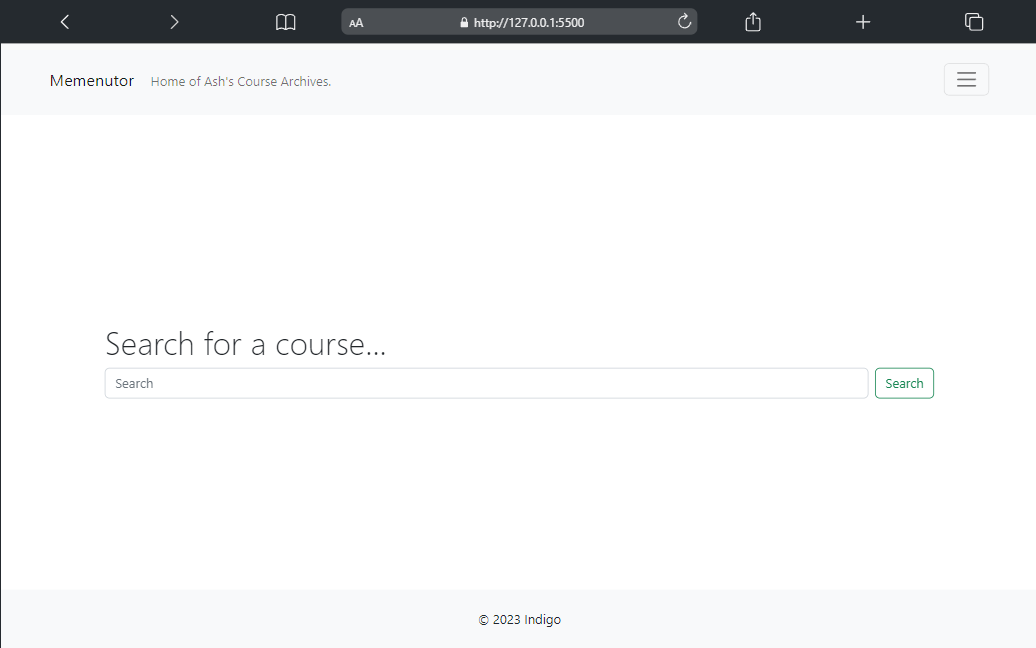 AA http://127.0.0.1:5500
Memenutor Home of Ash's Course Archives.
Search for a course...
Search Search
© 2023 Indigo